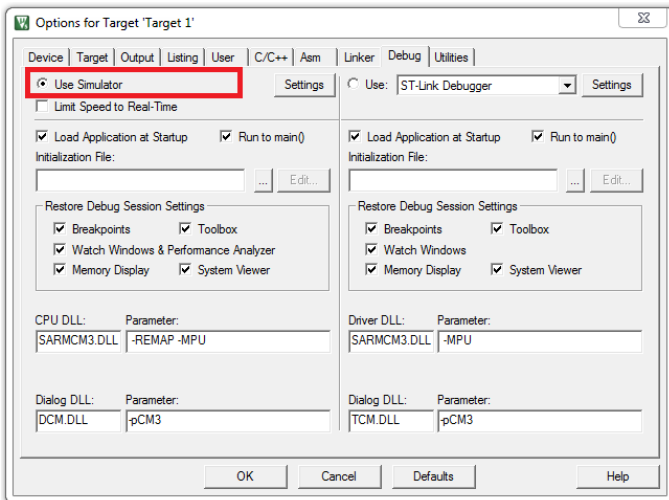 Options for Target 'Target 1'
Device Target Output Listing User C/C++ Asm Linker Debug Utilities
Use Simulator Settings Use: ST-Link Debugger Settings
Limit Speed to Real-Time
Load Application at Startup Run to main() Load Application at Startup Run to main()
Initialization File: Initialization File:
... Edit... ... Edit...
Restore Debug Session Settings Restore Debug Session Settings
Breakpoints Toolbox Breakpoints Toolbox
Watch Windows & Performance Analyzer Watch Windows
Memory Display System Viewer Memory Display System Viewer
CPU DLL: Parameter: Driver DLL: Parameter:
SARMCM3.DLL -REMAP -MPU SARMCM3.DLL -MPU
Dialog DLL: Parameter: Dialog DLL: Parameter:
DCM.DLL -pCM3 TCM.DLL -pCM3
OK Cancel Defaults Help